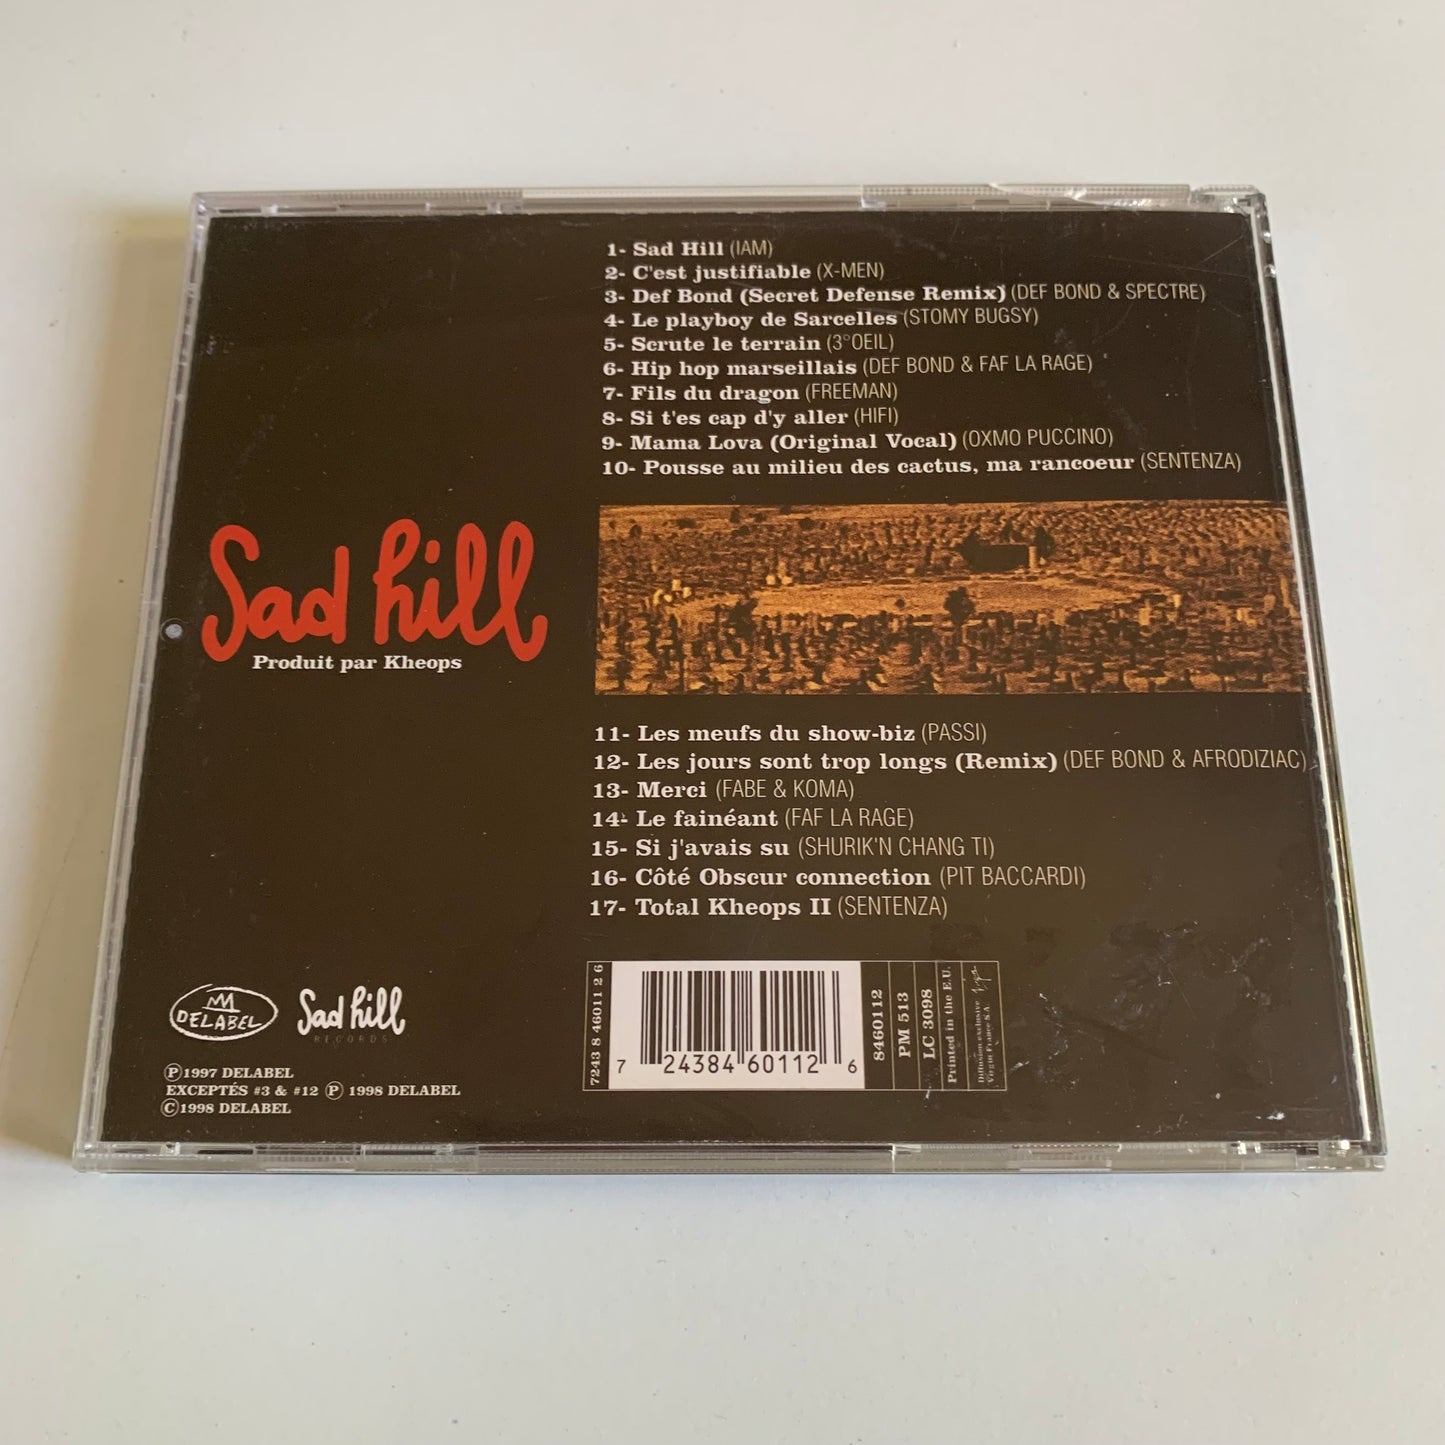 1- Sad Hill (IAM)
2- C'est justifiable (X-MEN)
3- Def Bond (Secret Defense Remix) (DEF BOND & SPECTRE)
4- Le playboy de Sarcelles (STOMY BUGSY)
5- Scrute le terrain (3°OEIL)
6- Hip hop marseillais (DEF BOND & FAF LA RAGE)
7- Fils du dragon (FREEMAN)
8- Si t'es cap d'y aller (HIFI)
9- Mama Lova (Original Vocal) (OXMO PUCCINO)
10- Pousse au milieu des cactus, ma rancoeur (SENTENZA)
Sad hill
Produit par Kheops
11- Les meufs du show-biz (PASSI)
12- Les jours sont trop longs (Remix) (DEF BOND & AFRODIZIAC)
13- Merci (FABE & KOMA)
14- Le fainéant (FAF LA RAGE)
15- Si j'avais su (SHURIK'N CHANG TI)
16- Côté Obscur connection (PIT BACCARDI)
17- Total Kheops II (SENTENZA)
DELABEL
Sad hill
RECORDS
Ⓟ1997 DELABEL
EXCEPTÉS #3 & #12 Ⓟ 1998 DELABEL
©1998 DELABEL
7243 8 46011 2 6
7 24384 60112 6
8460112
PM 513
LC 3098
Printed in the E.U.
Diffusion exclusive
Virgin France S.A.